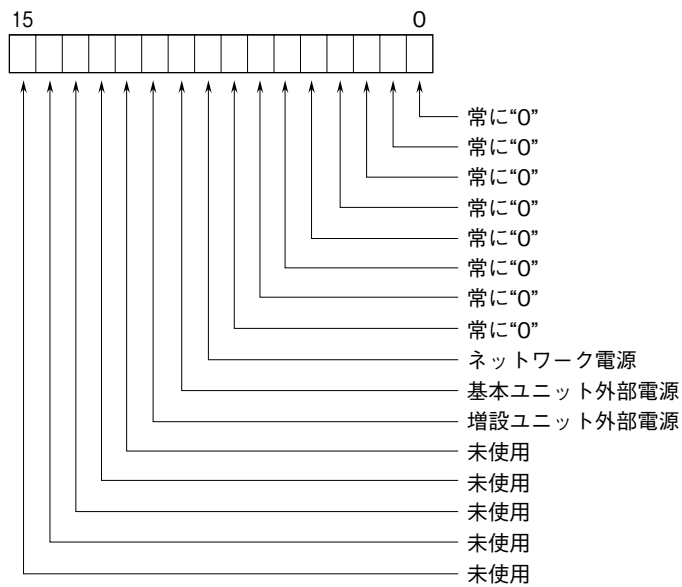 15 0
常に“0”
常に“0”
常に“0”
常に“0”
常に“0”
常に“0”
常に“0”
常に“0”
ネットワーク電源
基本ユニット外部電源
増設ユニット外部電源
未使用
未使用
未使用
未使用
未使用